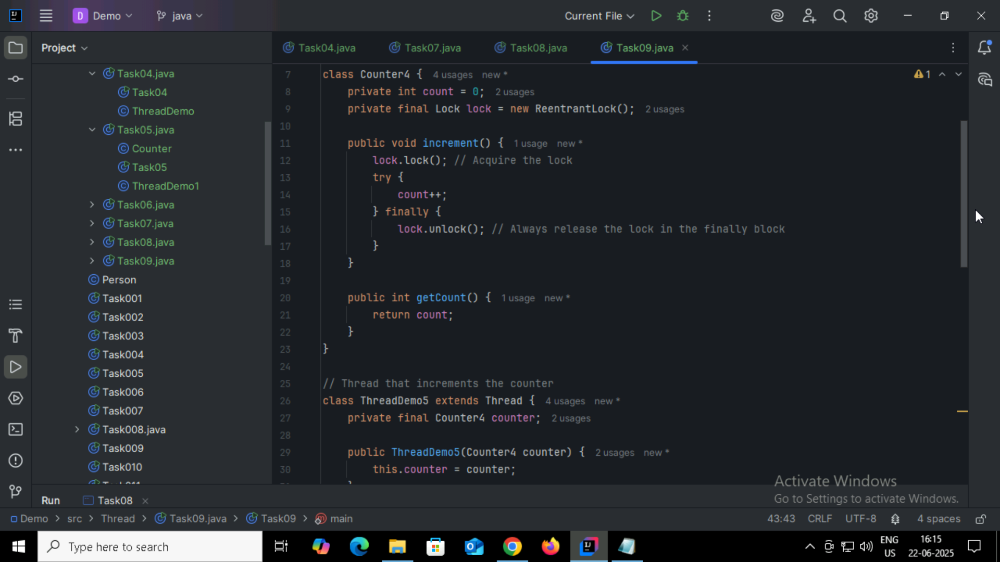 D Demo java Current File
Project
Task04.java Task07.java Task08.java Task09.java
Task04.java
Task04
ThreadDemo
Task05.java
Counter
Task05
ThreadDemo1
Task06.java
Task07.java
Task08.java
Task09.java
Person
Task001
Task002
Task003
Task004
Task005
Task006
Task007
Task008.java
Task009
Task010
7 class Counter4 { 4 usages new *
8 private int count = 0; 2 usages
9 private final Lock lock = new ReentrantLock(); 2 usages
10
11 public void increment() { 1 usage new *
12 lock.lock(); // Acquire the lock
13 try {
14 count++;
15 } finally {
16 lock.unlock(); // Always release the lock in the finally block
17 }
18 }
19
20 public int getCount() { 1 usage new *
21 return count;
22 }
23 }
24
25 // Thread that increments the counter
26 class ThreadDemo5 extends Thread { 4 usages new *
27 private final Counter4 counter; 2 usages
28
29 public ThreadDemo5(Counter4 counter) { 2 usages new *
30 this.counter = counter;
1
Activate Windows
Go to Settings to activate Windows.
Run Task08
Demo > src > Thread > Task09.java > Task09 > main 43:43 CRLF UTF-8 4 spaces
Type here to search
ENG
US
16:15
22-06-2025